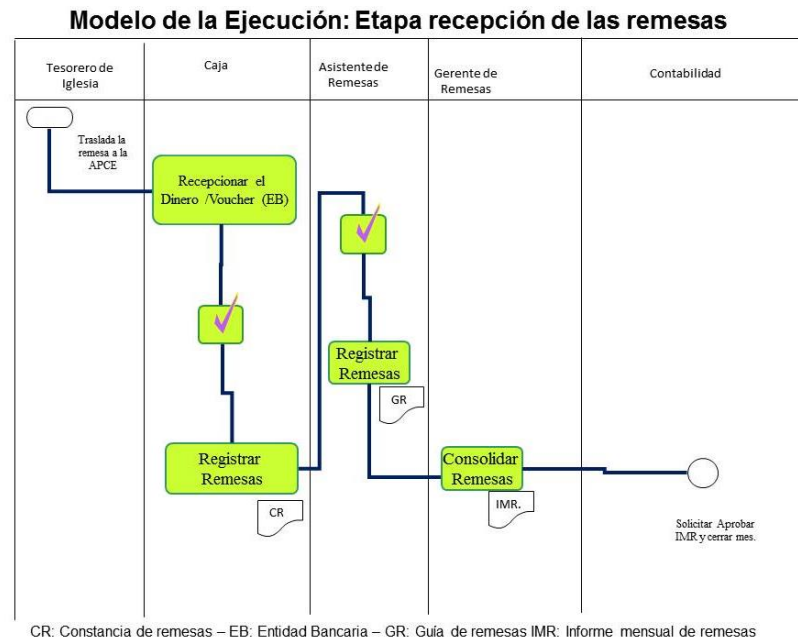 Modelo de la Ejecución: Etapa recepción de las remesas
Tesorero de
Iglesia
Caja
Asistente de
Remesas
Gerente de
Remesas
Contabilidad
Traslada la
remesa a la
APCE
Recepcionar el
Dinero /Voucher (EB)
Registrar
Remesas
GR
Registrar
Remesas
CR
Consolidar
Remesas
IMR.
Solicitar Aprobar
IMR y cerrar mes.
CR: Constancia de remesas – EB: Entidad Bancaria – GR: Guía de remesas IMR: Informe mensual de remesas